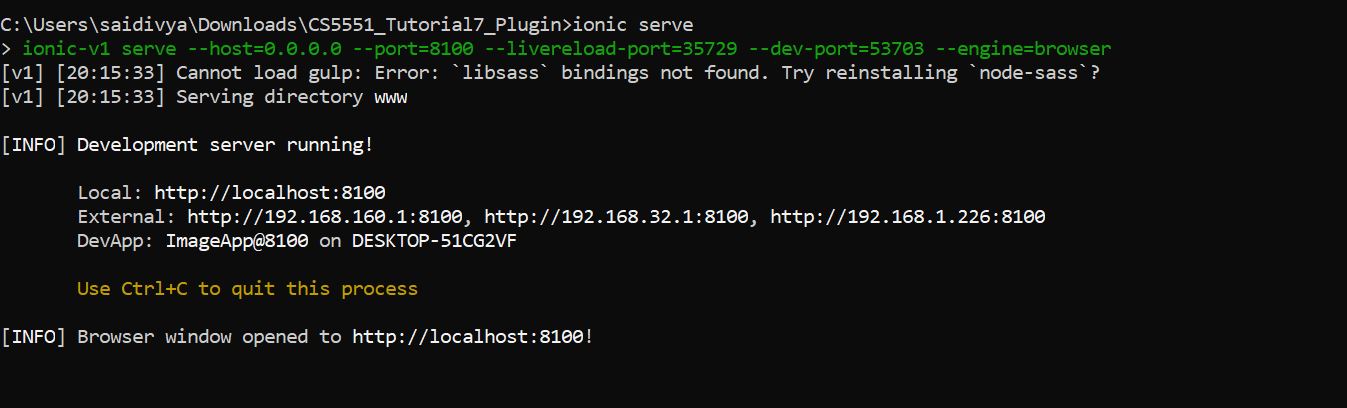 C:\Users\saidivya\Downloads\CS5551_Tutorial7_Plugin>ionic serve
> ionic-v1 serve --host=0.0.0.0 --port=8100 --livereload-port=35729 --dev-port=53703 --engine=browser
[v1] [20:15:33] Cannot load gulp: Error: `libsass` bindings not found. Try reinstalling `node-sass`?
[v1] [20:15:33] Serving directory www
[INFO] Development server running!
Local: http://localhost:8100
External: http://192.168.160.1:8100, http://192.168.32.1:8100, http://192.168.1.226:8100
DevApp: ImageApp@8100 on DESKTOP-51CG2VF
Use Ctrl+C to quit this process
[INFO] Browser window opened to http://localhost:8100!